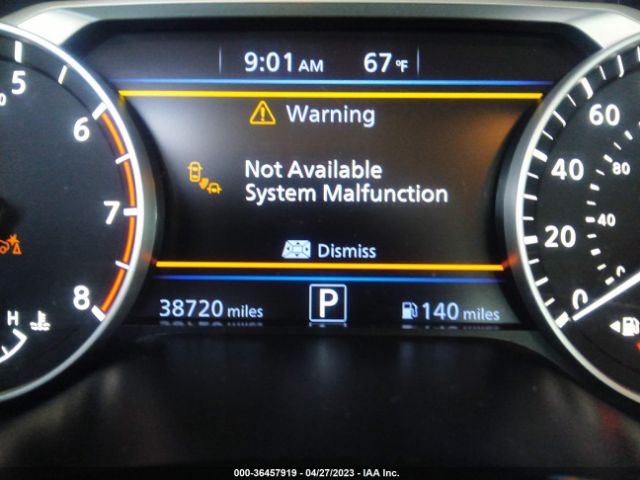 9:01 AM 67°F
Warning
Not Available
System Malfunction
Dismiss
38720 miles P 140 miles
5
6
7
8
H
60
40
20
0
80
40
0
000-36457919 | 04/27/2023 | IAA Inc.